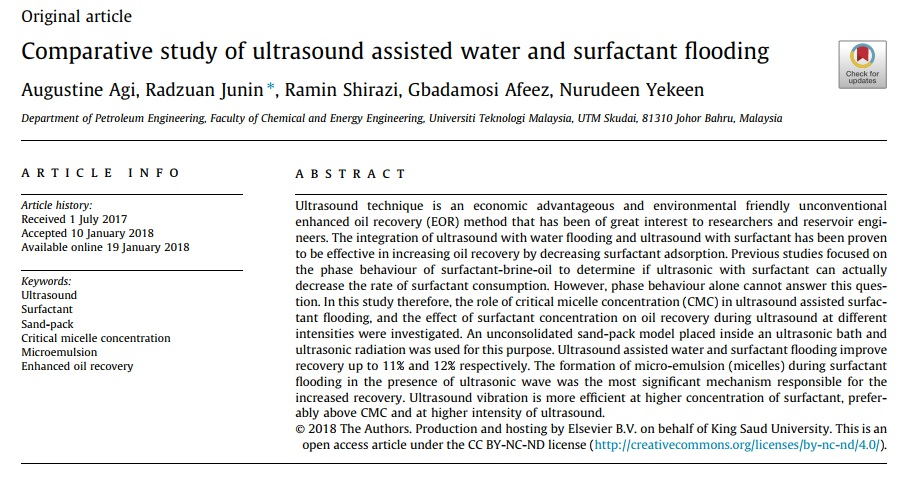 Original article
Comparative study of ultrasound assisted water and surfactant flooding
Check for
updates
Augustine Agi, Radzuan Junin *, Ramin Shirazi, Gbadamosi Afeez, Nurudeen Yekeen
Department of Petroleum Engineering, Faculty of Chemical and Energy Engineering, Universiti Teknologi Malaysia, UTM Skudai, 81310 Johor Bahru, Malaysia
ARTICLE INFO
Article history:
Received 1 July 2017
Accepted 10 January 2018
Available online 19 January 2018
Keywords:
Ultrasound
Surfactant
Sand-pack
Critical micelle concentration
Microemulsion
Enhanced oil recovery
ABSTRACT
Ultrasound technique is an economic advantageous and environmental friendly unconventional
enhanced oil recovery (EOR) method that has been of great interest to researchers and reservoir engi-
neers. The integration of ultrasound with water flooding and ultrasound with surfactant has been proven
to be effective in increasing oil recovery by decreasing surfactant adsorption. Previous studies focused on
the phase behaviour of surfactant-brine-oil to determine if ultrasonic with surfactant can actually
decrease the rate of surfactant consumption. However, phase behaviour alone cannot answer this ques-
tion. In this study therefore, the role of critical micelle concentration (CMC) in ultrasound assisted surfac-
tant flooding, and the effect of surfactant concentration on oil recovery during ultrasound at different
intensities were investigated. An unconsolidated sand-pack model placed inside an ultrasonic bath and
ultrasonic radiation was used for this purpose. Ultrasound assisted water and surfactant flooding improve
recovery up to 11% and 12% respectively. The formation of micro-emulsion (micelles) during surfactant
flooding in the presence of ultrasonic wave was the most significant mechanism responsible for the
increased recovery. Ultrasound vibration is more efficient at higher concentration of surfactant, prefer-
ably above CMC and at higher intensity of ultrasound.
© 2018 The Authors. Production and hosting by Elsevier B.V. on behalf of King Saud University. This is an
open access article under the CC BY-NC-ND license (http://creativecommons.org/licenses/by-nc-nd/4.0/).